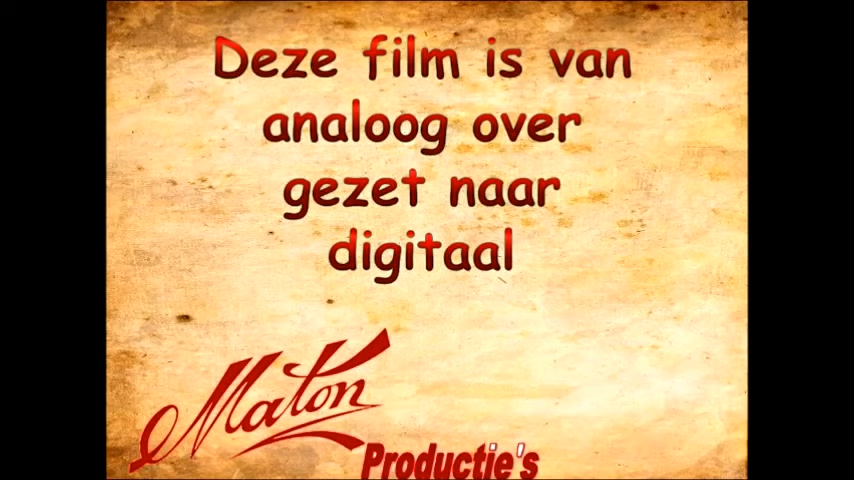 Deze film is van
analoog over
gezet naar
digitaal
Maton
Productie's